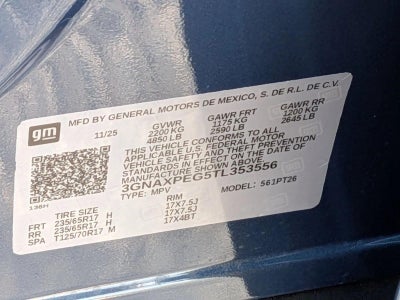 gm
MFD BY GENERAL MOTORS DE MEXICO, S. DE R.L. DE C.V.
11/25 GVWR GAWR FRT GAWR RR
2200 KG 1175 KG 1200 KG
4850 LB 2590 LB 2645 LB
THIS VEHICLE CONFORMS TO ALL
APPLICABLE U.S. FEDERAL MOTOR
VEHICLE SAFETY AND THEFT PREVENTION
STANDARDS IN EFFECT ON THE DATE OF
MANUFACTURE SHOWN ABOVE.
3GNAXPEG5TL353556
TYPE: MPV MODEL: 561PT26
136H
TIRE SIZE RIM
FRT 235/65R17 H 17X7.5J
RR 235/65R17 H 17X7.5J
SPA T125/70R17 M 17X4BT